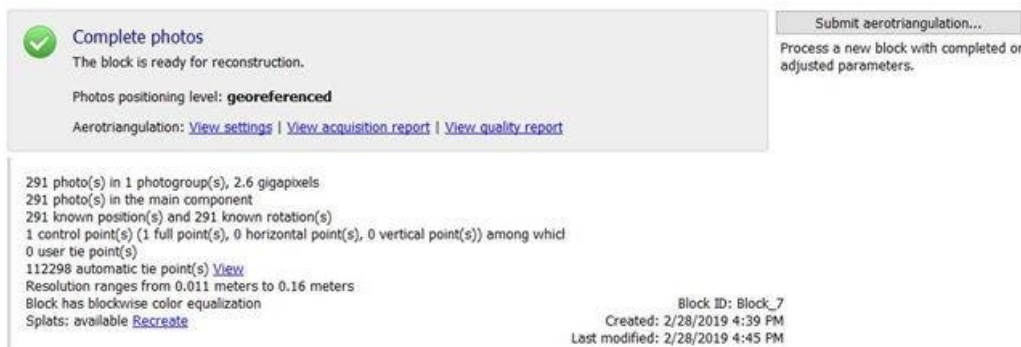 Complete photos
The block is ready for reconstruction.
Photos positioning level: georeferenced
Aerotriangulation: View settings | View acquisition report | View quality report
Submit aerotriangulation...
Process a new block with completed or
adjusted parameters.
291 photo(s) in 1 photogroup(s), 2.6 gigapixels
291 photo(s) in the main component
291 known position(s) and 291 known rotation(s)
1 control point(s) (1 full point(s), 0 horizontal point(s), 0 vertical point(s)) among which
0 user tie point(s)
112298 automatic tie point(s) View
Resolution ranges from 0.011 meters to 0.16 meters
Block has blockwise color equalization
Splats: available Recreate
Block ID: Block_7
Created: 2/28/2019 4:39 PM
Last modified: 2/28/2019 4:45 PM